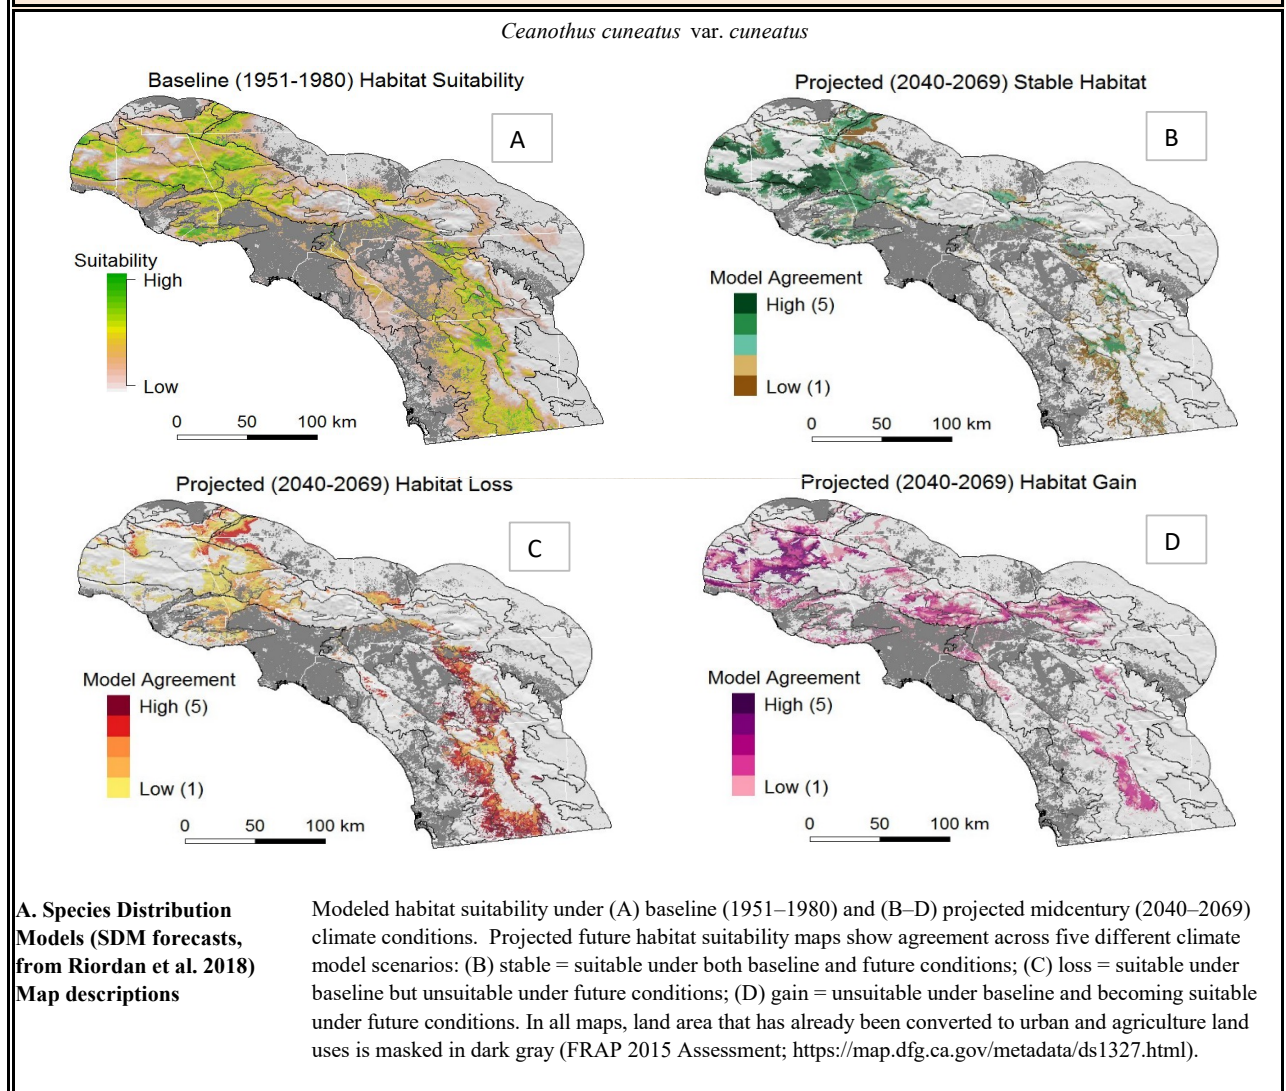 Ceanothus cuneatus var. cuneatus
Baseline (1951-1980) Habitat Suitability
A
Suitability
High
Low
0 50 100 km
Projected (2040-2069) Stable Habitat
B
Model Agreement
High (5)
Low (1)
0 50 100 km
Projected (2040-2069) Habitat Loss
C
Model Agreement
High (5)
Low (1)
0 50 100 km
Projected (2040-2069) Habitat Gain
D
Model Agreement
High (5)
Low (1)
0 50 100 km
A. Species Distribution
Models (SDM forecasts,
from Riordan et al. 2018)
Map descriptions
Modeled habitat suitability under (A) baseline (1951–1980) and (B–D) projected midcentury (2040–2069)
climate conditions. Projected future habitat suitability maps show agreement across five different climate
model scenarios: (B) stable = suitable under both baseline and future conditions; (C) loss = suitable under
baseline but unsuitable under future conditions; (D) gain = unsuitable under baseline and becoming suitable
under future conditions. In all maps, land area that has already been converted to urban and agriculture land
uses is masked in dark gray (FRAP 2015 Assessment; https://map.dfg.ca.gov/metadata/ds1327.html).